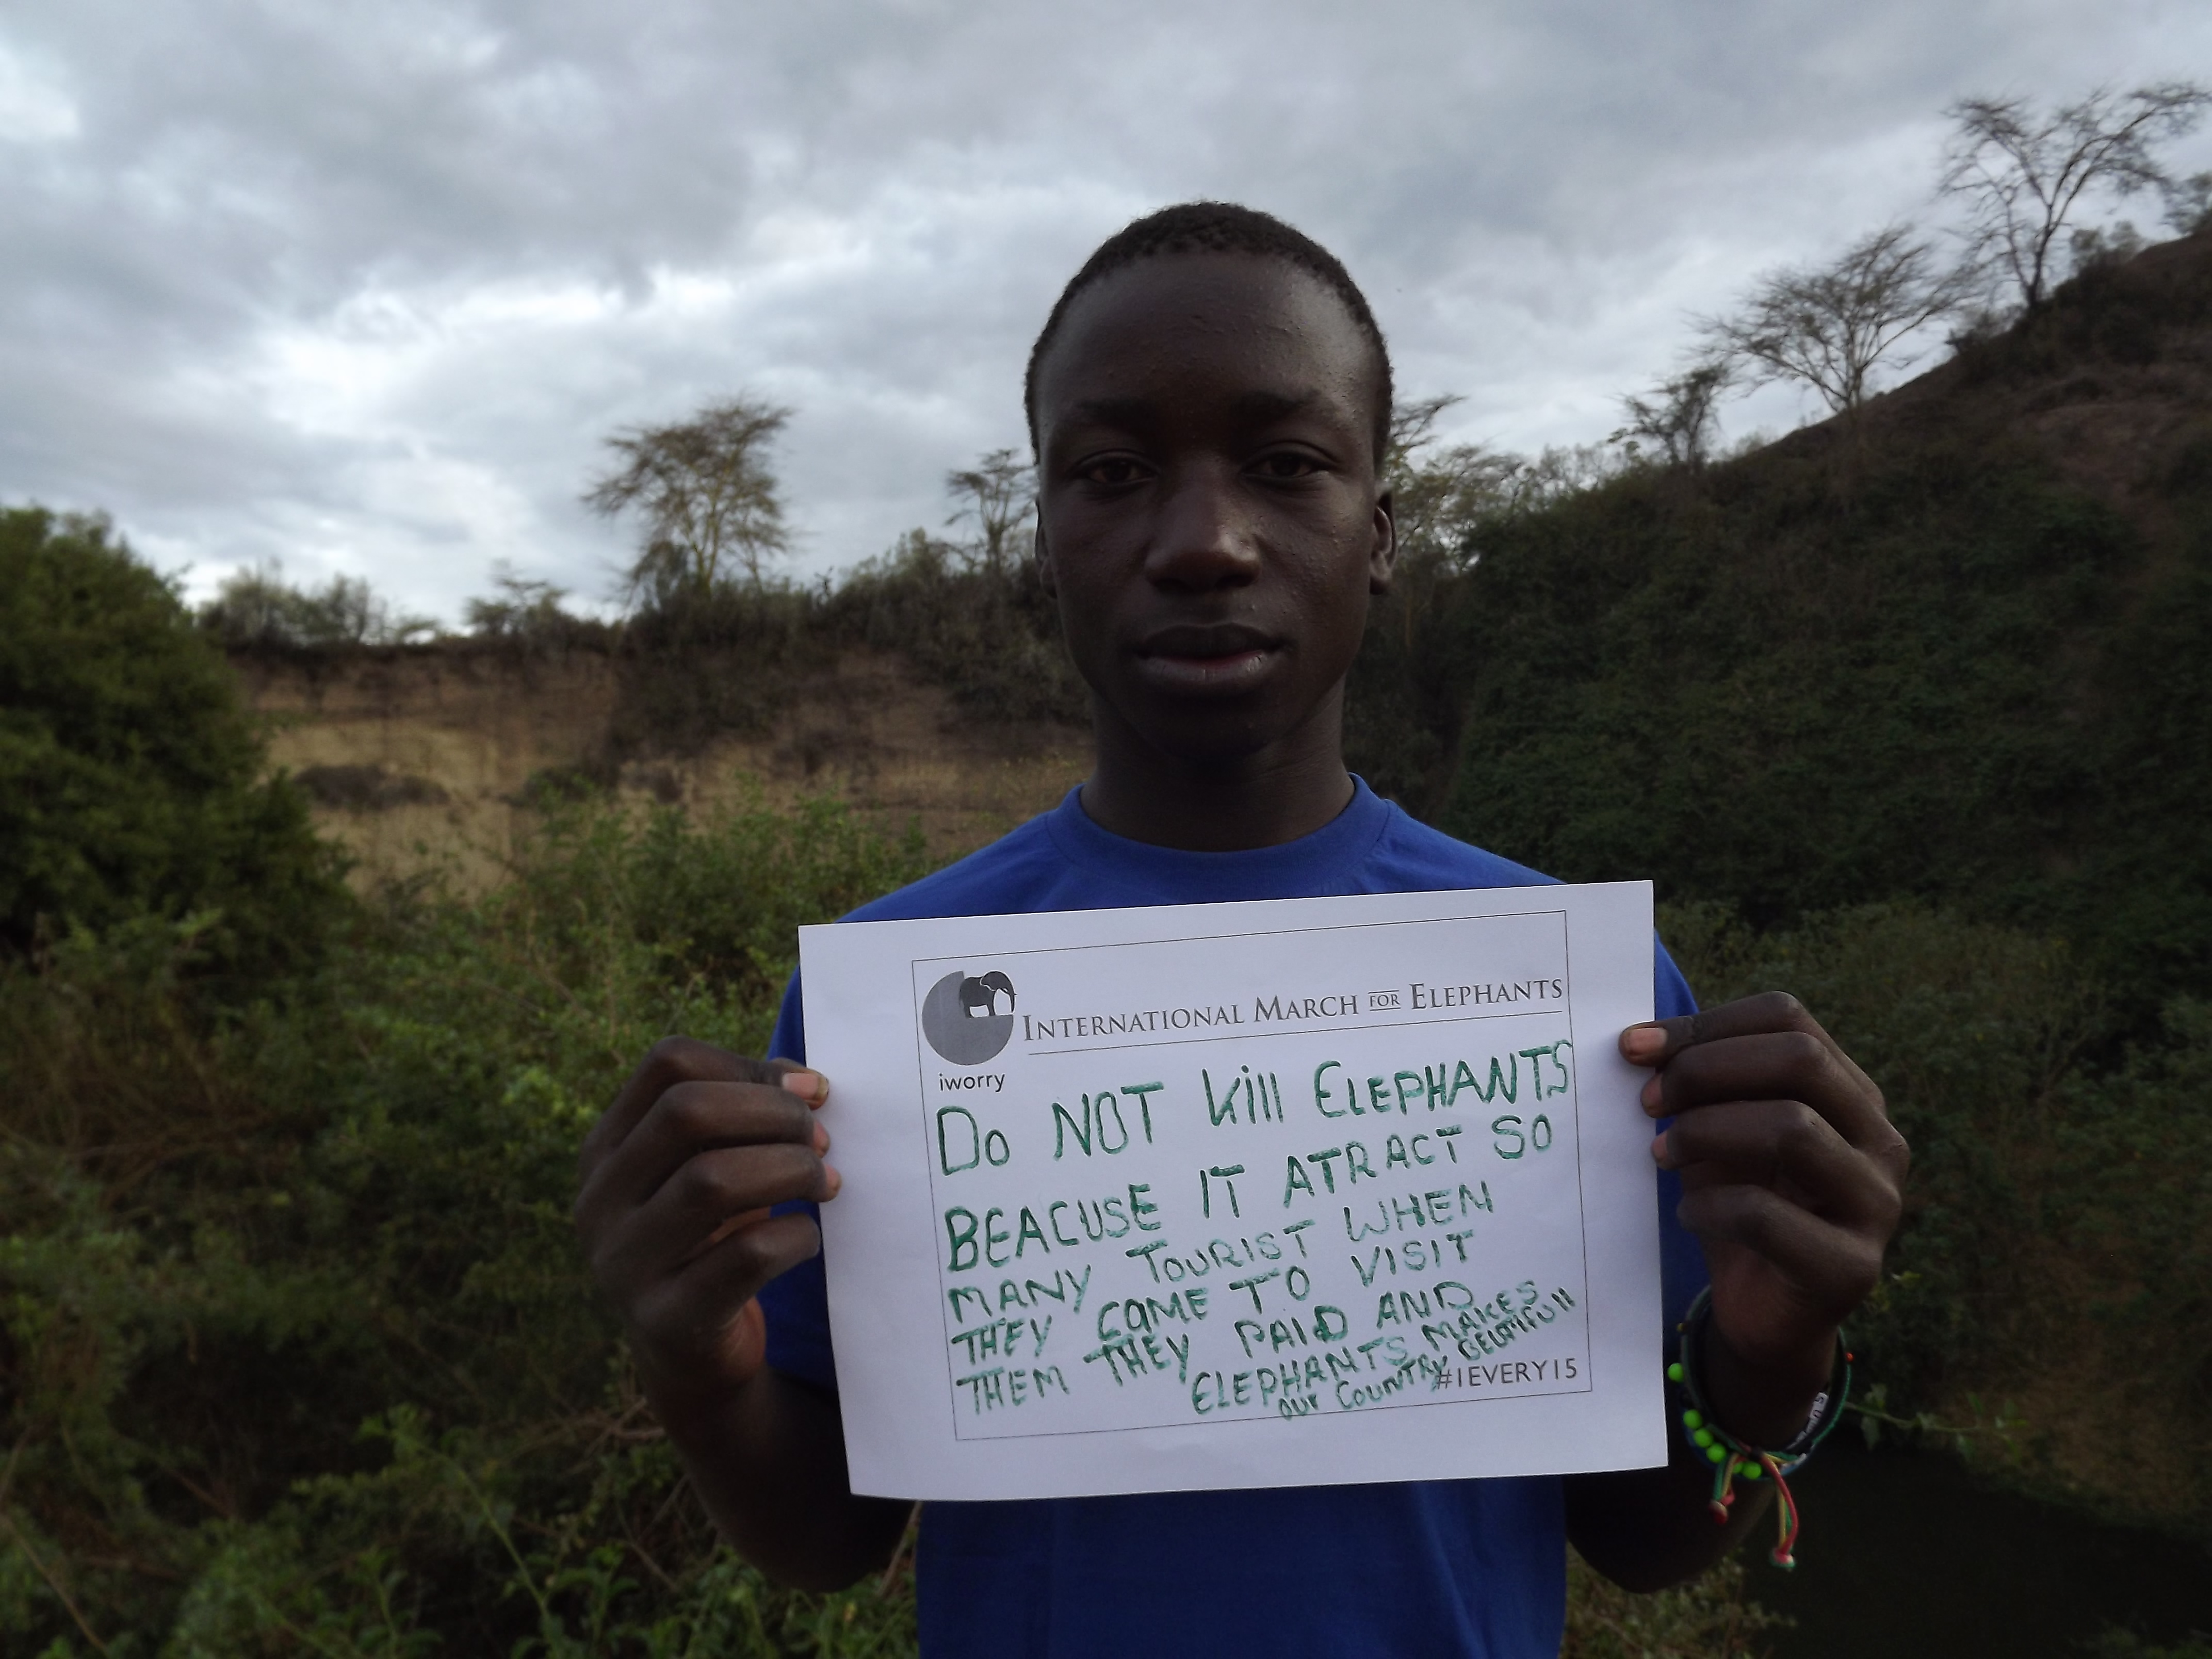 INTERNATIONAL MARCH FOR ELEPHANTS
iworry
DO NOT Kill ELEPHANTS
BEACUSE IT ATRACT SO
MANY TOURIST WHEN
THEY CAME TO VISIT
THEM THEY PAID AND
ELEPHANTS MAKES
OUR COUNTRY BEUTIFUll
#1EVERY15